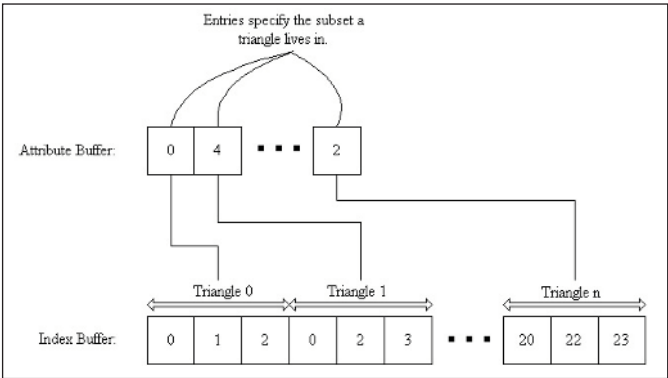 Entries specify the subset a
triangle lives in.
Attribute Buffer: 0 4 2
Triangle 0 Triangle 1 Triangle n
Index Buffer: 0 1 2 0 2 3 20 22 23